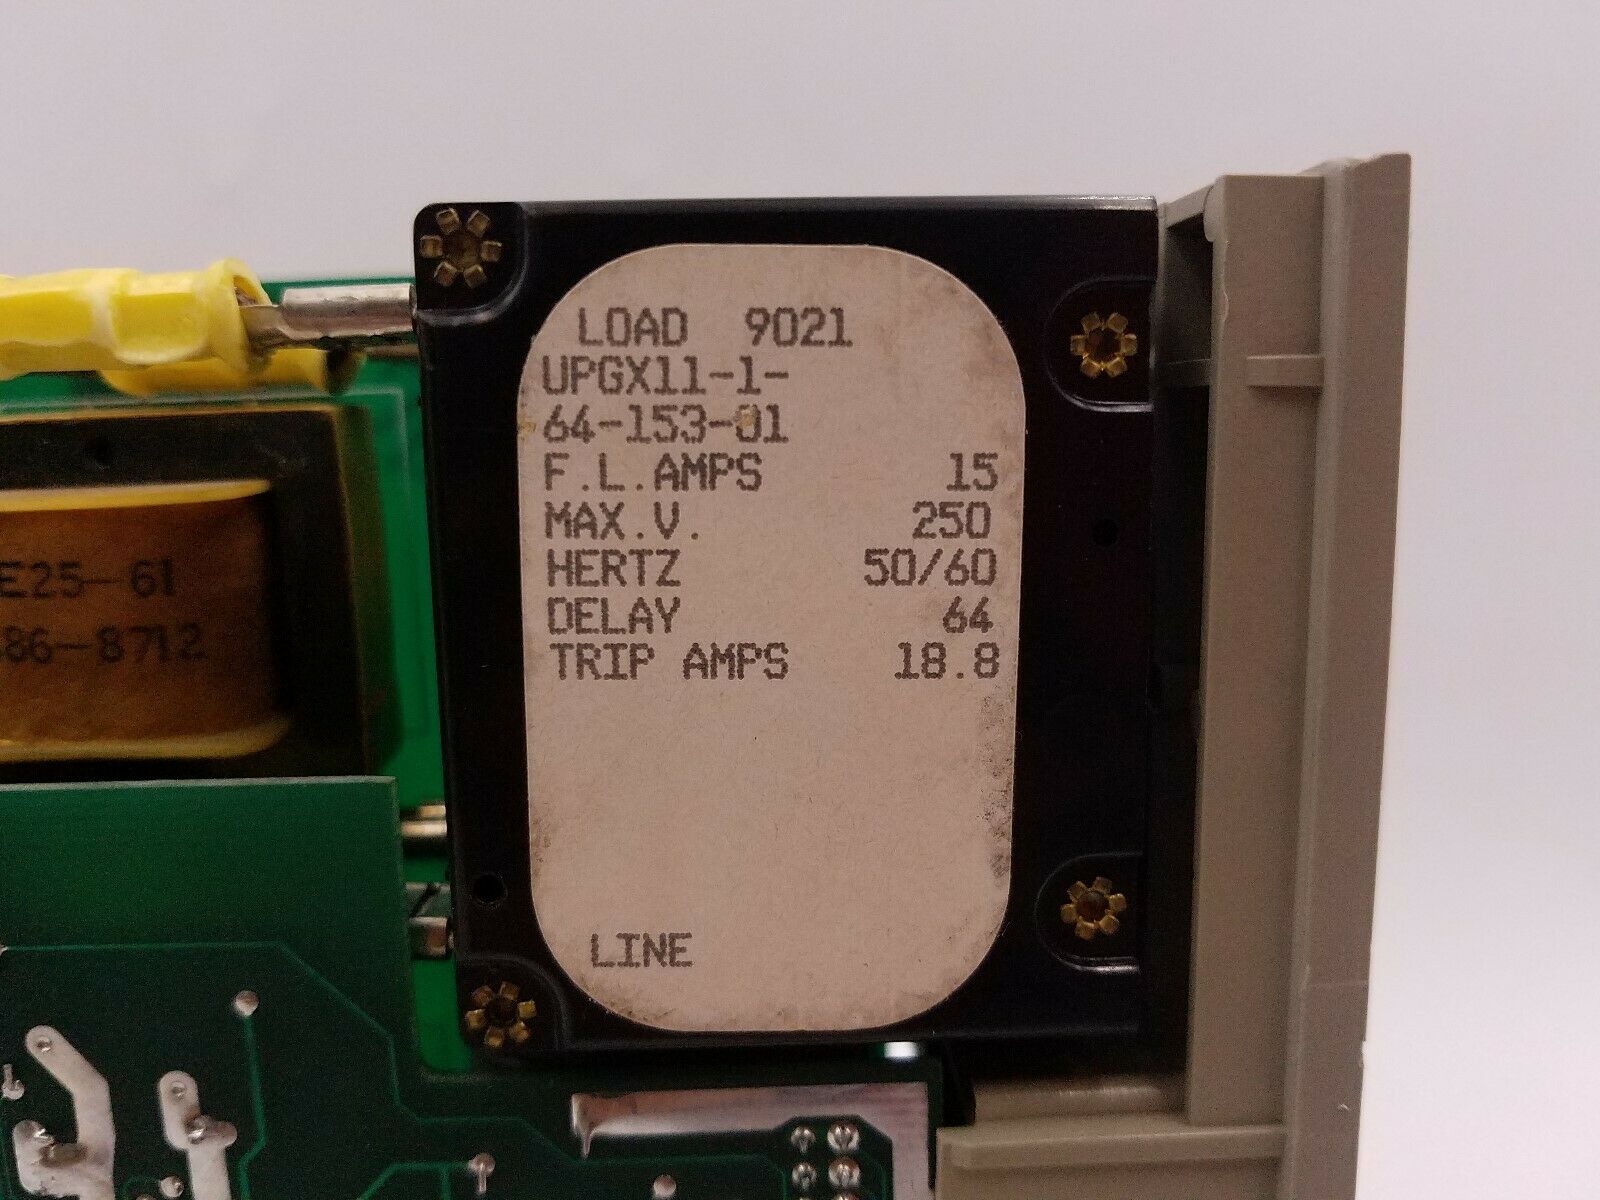 LOAD 9021
UPGX11-1-
64-153-01
F.L.AMPS 15
MAX.V. 250
HERTZ 50/60
DELAY 64
TRIP AMPS 18.8
LINE
E25-61
86-8712